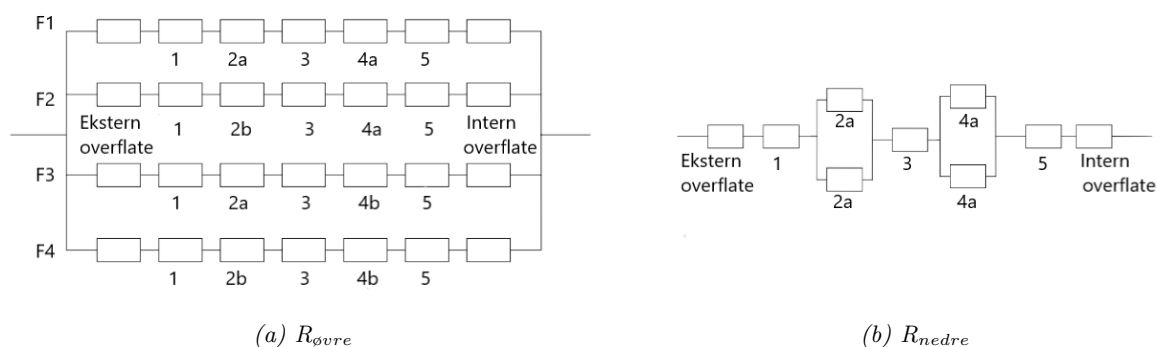 F1
1 2a 3 4a 5
F2
Ekstern overflate
1 2b 3 4a 5
Intern overflate
F3
1 2a 3 4b 5
F4
1 2b 3 4b 5
(a) R_øvre
2a 4a
Ekstern overflate
1 3 5
Intern overflate
2a 4a
(b) R_nedre